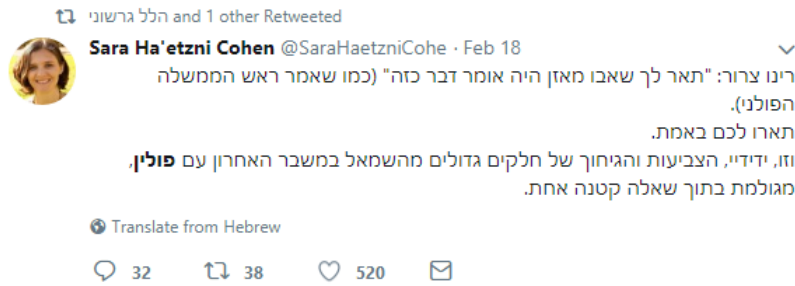 הלל גרשוני and 1 other Retweeted
Sara Ha'etzni Cohen @SaraHaetzniCohe · Feb 18
רינו צרור: "תאר לך שאבו מאזן היה אומר דבר כזה" (כמו שאמר ראש הממשלה
הפולני).
תארו לכם באמת.
וזו, ידידיי, הצביעות והגיחוך של חלקים גדולים מהשמאל במשבר האחרון עם פולין,
מגולמת בתוך שאלה קטנה אחת.
Translate from Hebrew
32 38 520